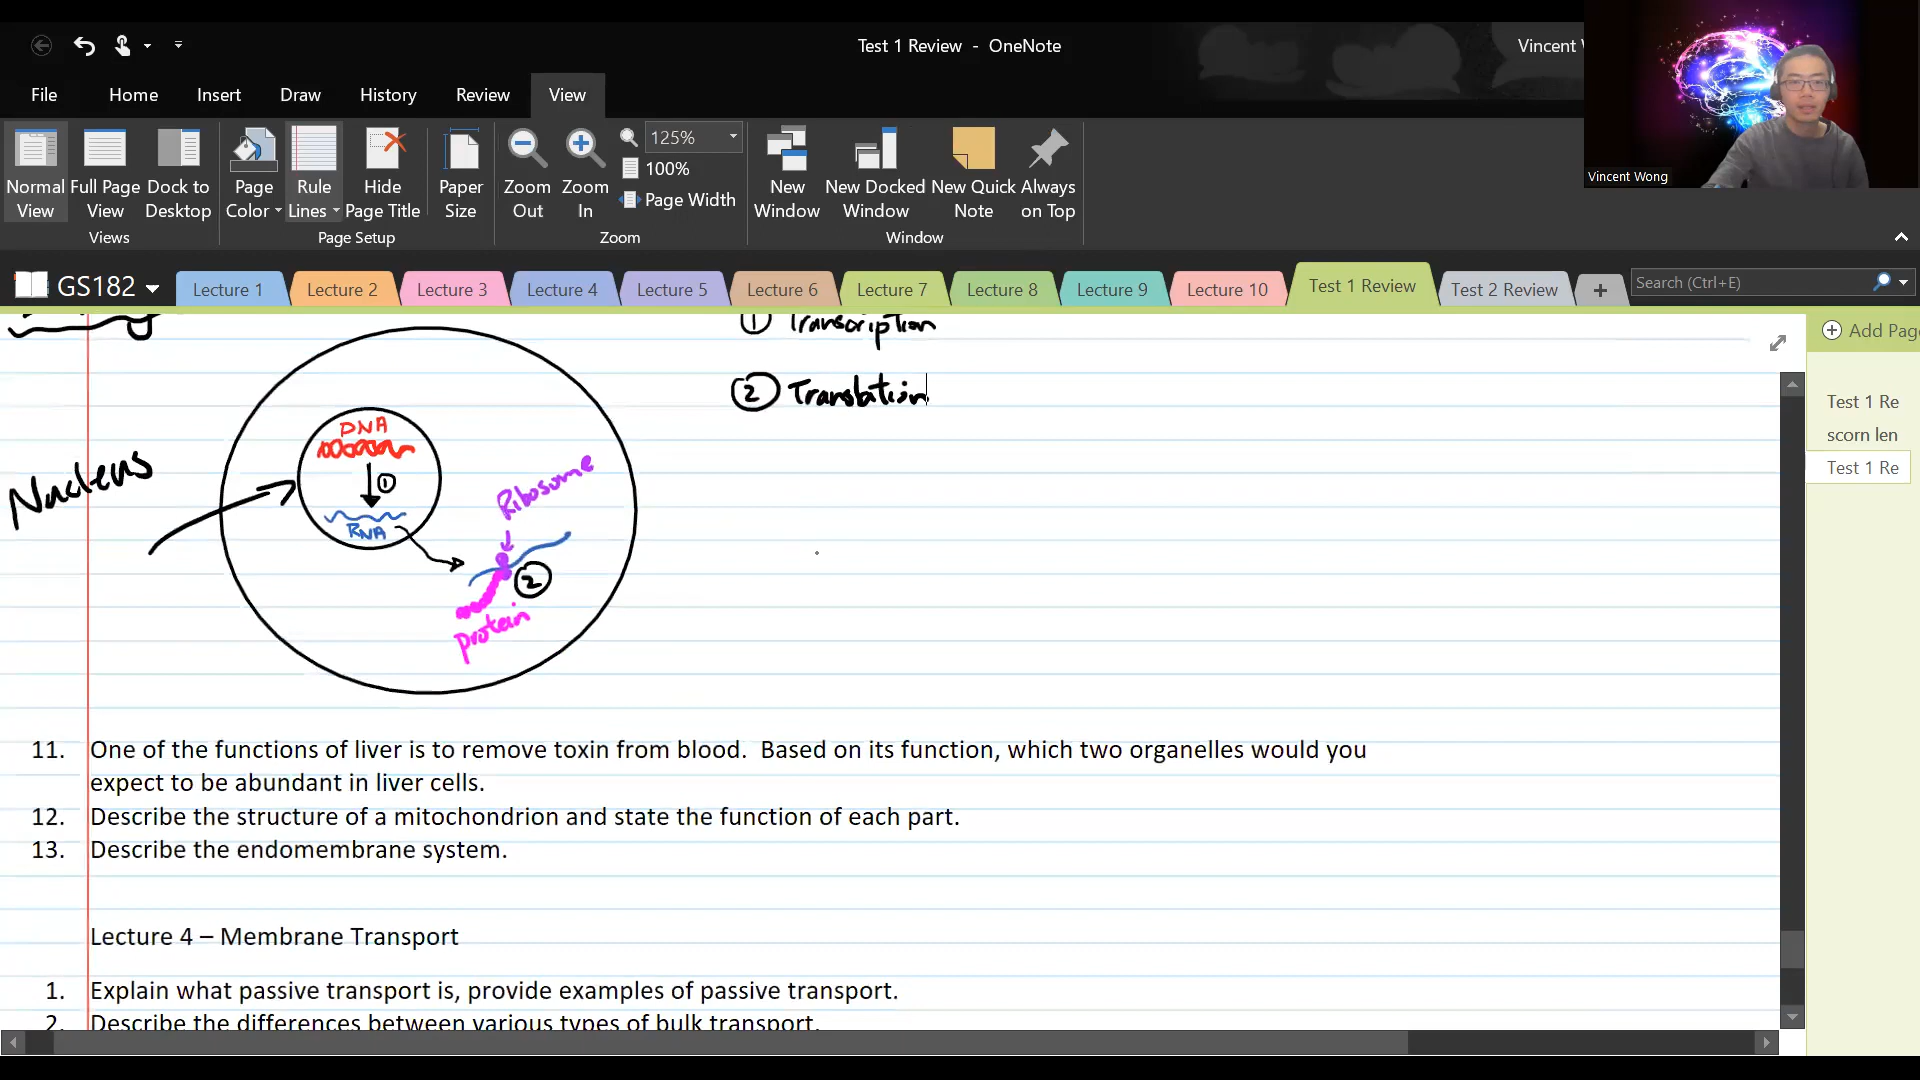 Test 1 Review - OneNote
Vincent W
Vincent Wong
File Home Insert Draw History Review View
Normal View
Full Page View
Dock to Desktop
Views
Page Color
Rule Lines
Hide Page Title
Paper Size
Page Setup
Zoom Out
Zoom In
125%
100%
Page Width
Zoom
New Window
New Docked Window
New Quick Note
Always on Top
Window
GS182
Lecture 1 Lecture 2 Lecture 3 Lecture 4 Lecture 5 Lecture 6 Lecture 7 Lecture 8 Lecture 9 Lecture 10 Test 1 Review Test 2 Review
Search (Ctrl+E)
Add Pag
Test 1 Re
scorn len
Test 1 Re
① Transcription
② Translation
Nucleus
DNA
①
RNA
Ribosome
②
protein
11. One of the functions of liver is to remove toxin from blood. Based on its function, which two organelles would you
expect to be abundant in liver cells.
12. Describe the structure of a mitochondrion and state the function of each part.
13. Describe the endomembrane system.
Lecture 4 – Membrane Transport
1. Explain what passive transport is, provide examples of passive transport.
2. Describe the differences between various types of bulk transport.